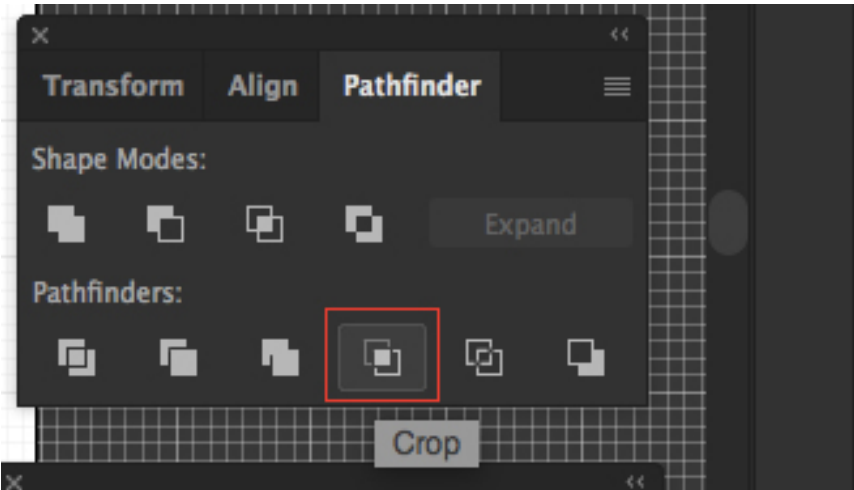 Transform Align Pathfinder
Shape Modes:
Expand
Pathfinders:
Crop